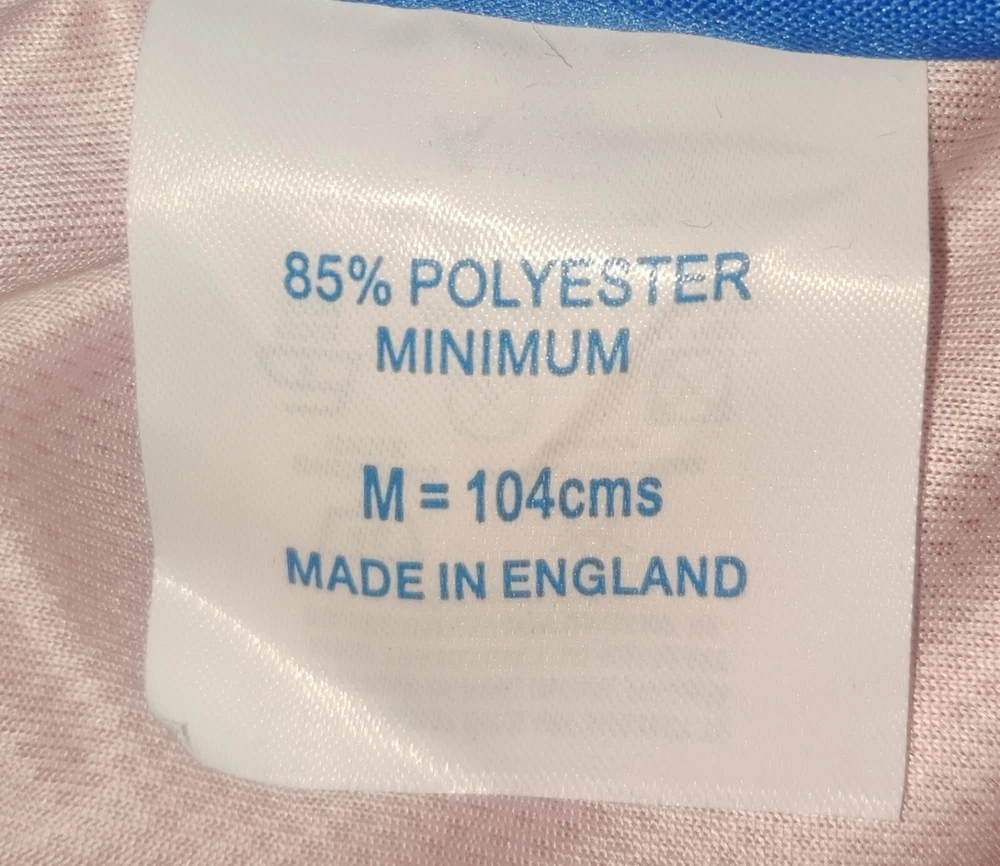 85% POLYESTER
MINIMUM
M = 104cms
MADE IN ENGLAND